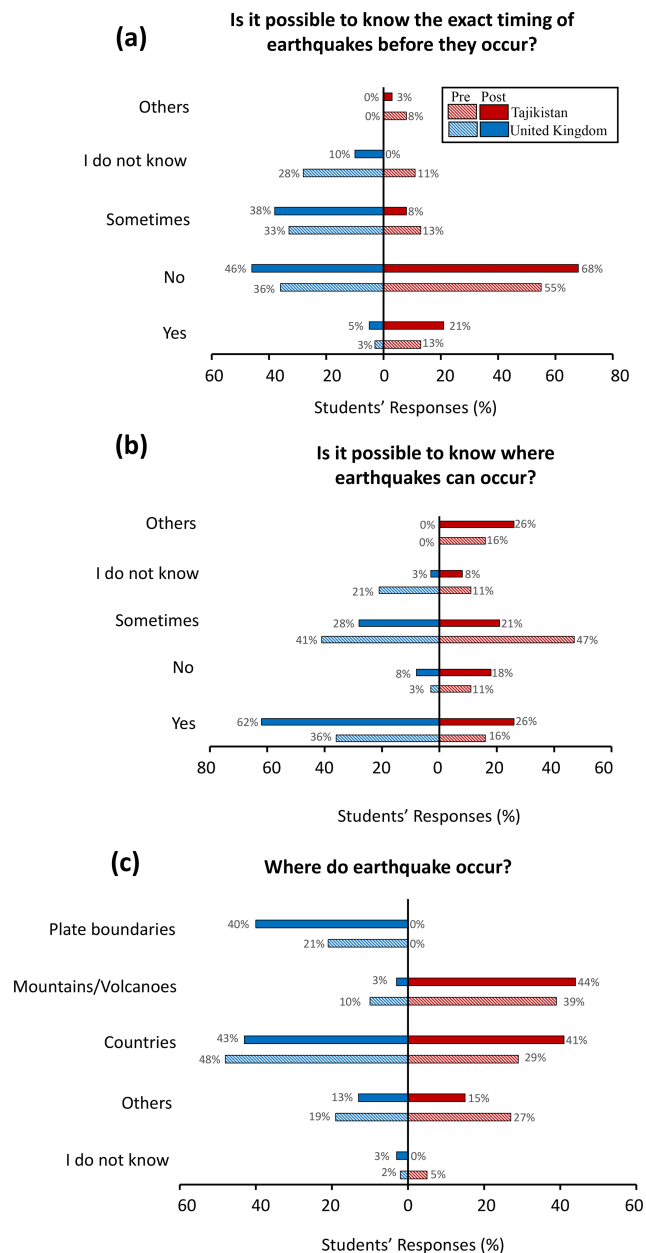 (a)
Is it possible to know the exact timing of
earthquakes before they occur?
Pre Post
Tajikistan
United Kingdom
Others
0% 3%
0% 8%
I do not know
10% 0%
28% 11%
Sometimes
38% 8%
33% 13%
No
46% 68%
36% 55%
Yes
5% 21%
3% 13%
60 40 20 0 20 40 60 80
Students’ Responses (%)
(b)
Is it possible to know where
earthquakes can occur?
Others
0% 26%
0% 16%
I do not know
3% 8%
21% 11%
Sometimes
28% 21%
41% 47%
No
8% 18%
3% 11%
Yes
62% 26%
36% 16%
80 60 40 20 0 20 40 60
Students’ Responses (%)
(c)
Where do earthquake occur?
Plate boundaries
40% 0%
21% 0%
Mountains/Volcanoes
3% 44%
10% 39%
Countries
43% 41%
48% 29%
Others
13% 15%
19% 27%
I do not know
3% 0%
2% 5%
60 40 20 0 20 40 60
Students’ Responses (%)